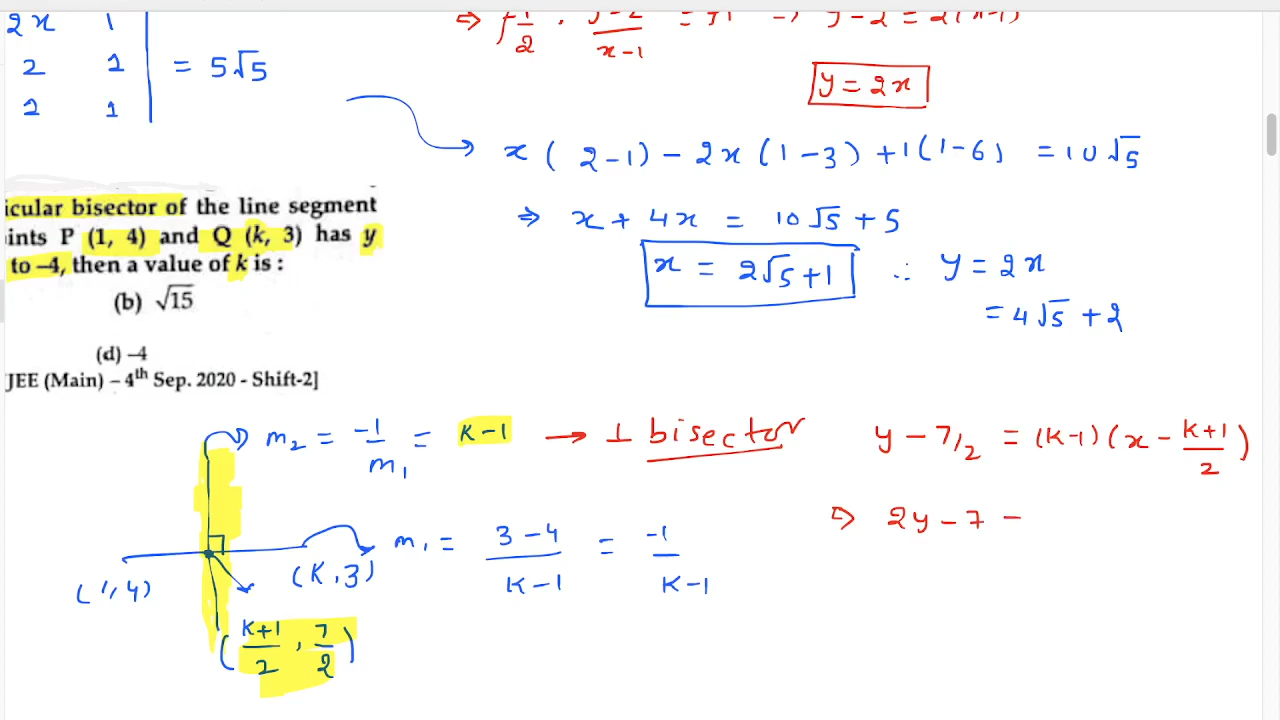 2x 1
2 1 = 5√5
2 1
y = 2x
x ( 2-1) - 2x (1-3) + 1(1-6) = 10√5
⇒ x + 4x = 10√5 + 5
x = 2√5+1 ∴ y = 2x
= 4√5 + 2
icular bisector of the line segment
ints P (1, 4) and Q (k, 3) has y
to –4, then a value of k is :
(b) √15
(d) –4
JEE (Main) – 4th Sep. 2020 - Shift-2]
m₂ = -1/m₁ = K-1 → ⊥ bisector
y - 7/2 = (K-1)(x - (K+1)/2)
⇒ 2y - 7 -
m₁ = (3-4)/(K-1) = -1/(K-1)
(1,4) (K,3)
((K+1)/2, 7/2)